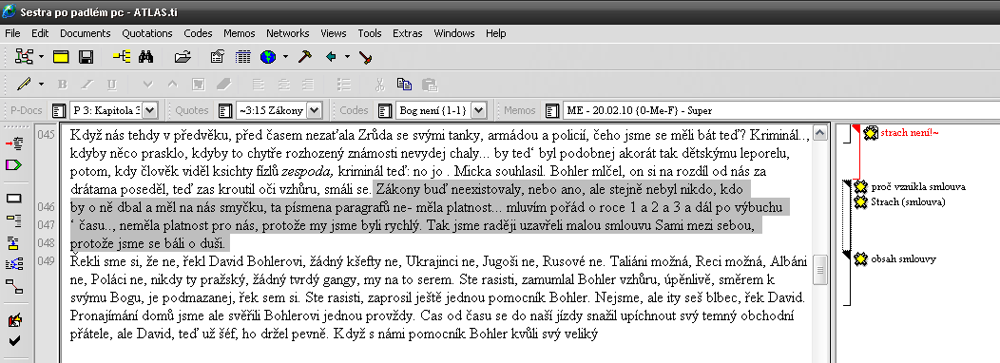 Sestra po padlém pc - ATLAS.ti
File Edit Documents Quotations Codes Memos Networks Views Tools Extras Windows Help
B I U
P-Docs P 3: Kapitola 3 Quotes ~3:15 Zákony Codes Bog není {1-1} Memos ME - 20.02.10 {0-Me-F} - Super
045 Když nás tehdy v předvěku, před časem nezaťala Zrůda se svými tanky, armádou a policií, čeho jsme se měli bát teď? Kriminál..,
kdyby něco prasklo, kdyby to chytře rozhozený známosti nevydej chaly... by teď‘ byl podobnej akorát tak dětskýmu leporelu,
potom, kdy člověk viděl ksichty fízlů zespoda, kriminál teď: no jo . Micka souhlasil. Bohler mlčel, on si na rozdíl od nás za
drátama poseděl, teď zas kroutil oči vzhůru, smáli se. Zákony buď neexistovaly, nebo ano, ale stejně nebyl nikdo, kdo
046 by o ně dbal a měl na nás smyčku, ta písmena paragrafů ne- měla platnost... mluvím pořád o roce 1 a 2 a 3 a dál po výbuchu
047 ‘ času.., neměla platnost pro nás, protože my jsme byli rychlý. Tak jsme raději uzavřeli malou smlouvu Sami mezi sebou,
048 protože jsme se báli o duši.
049 Řekli sme si, že ne, řekl David Bohlerovi, žádný kšefty ne, Ukrajinci ne, Jugoši ne, Rusové ne. Taliáni možná, Reci možná, Albáni
ne, Poláci ne, nikdy ty pražský, žádný tvrdý gangy, my na to serem. Ste rasisti, zamumlal Bohler vzhůru, úpěnlivě, směrem k
svýmu Bogu, je podmazanej, řek sem si. Ste rasisti, zaprosil ještě jednou pomocník Bohler. Nejsme, ale ity seš blbec, řek David.
Pronajímání domů jsme ale svěřili Bohlerovi jednou provždy. Cas od času se do naší jízdy snažil upíchnout svý temný obchodní
přátele, ale David, teď už šéf, ho držel pevně. Když s námi pomocník Bohler kvůli svý veliký
strach není!~
proč vznikla smlouva
Strach (smlouva)
obsah smlouvy